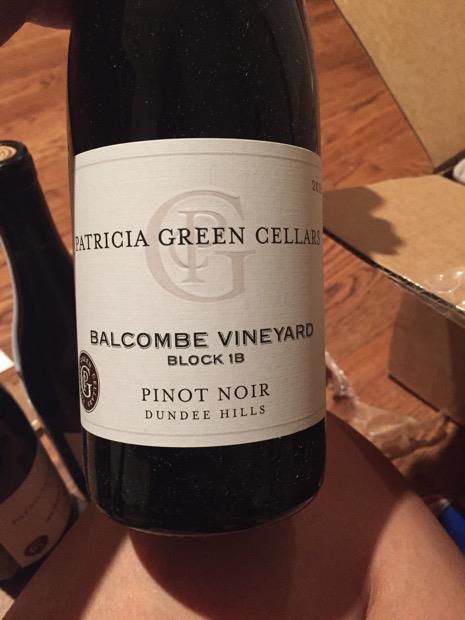 PATRICIA GREEN CELLARS
BALCOMBE VINEYARD
BLOCK 1B
PINOT NOIR
DUNDEE HILLS